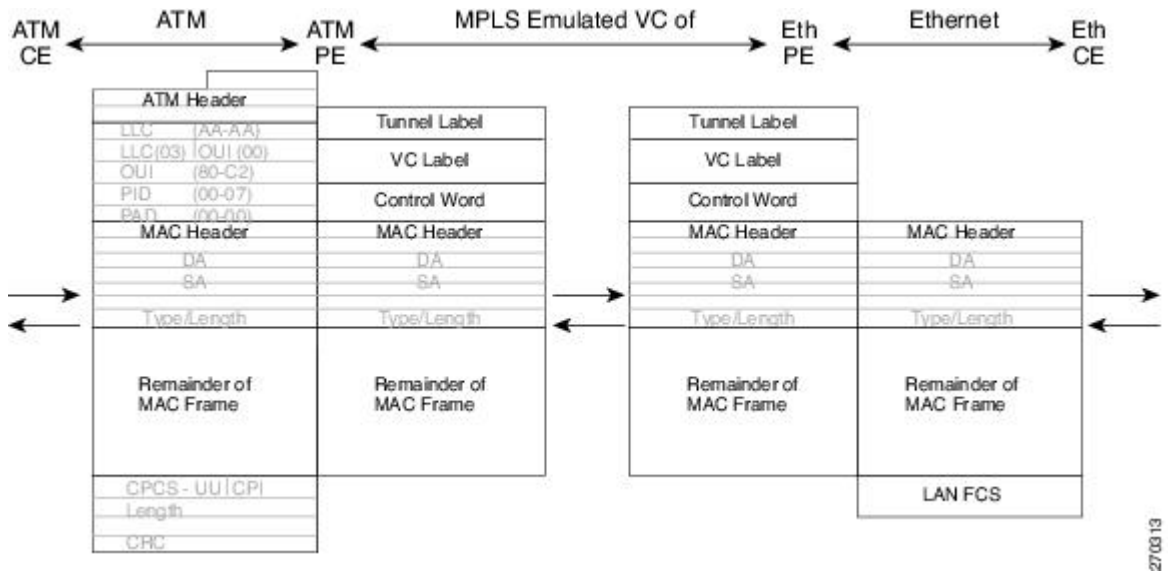 ATM CE
ATM
ATM PE
MPLS Emulated VC of
Eth PE
Ethernet
Eth CE
ATM Header
LLC (AA-AA)
LLC(03) OUI (00)
OUI (80-C2)
PID (00-07)
PAD (00-00)
MAC Header
DA
SA
Type/Length
Remainder of
MAC Frame
CPCS - UU CPI
Length
CRC
Tunnel Label
VC Label
Control Word
MAC Header
DA
SA
Type/Length
Remainder of
MAC Frame
Tunnel Label
VC Label
Control Word
MAC Header
DA
SA
Type/Length
Remainder of
MAC Frame
MAC Header
DA
SA
Type/Length
Remainder of
MAC Frame
LAN FCS
270313